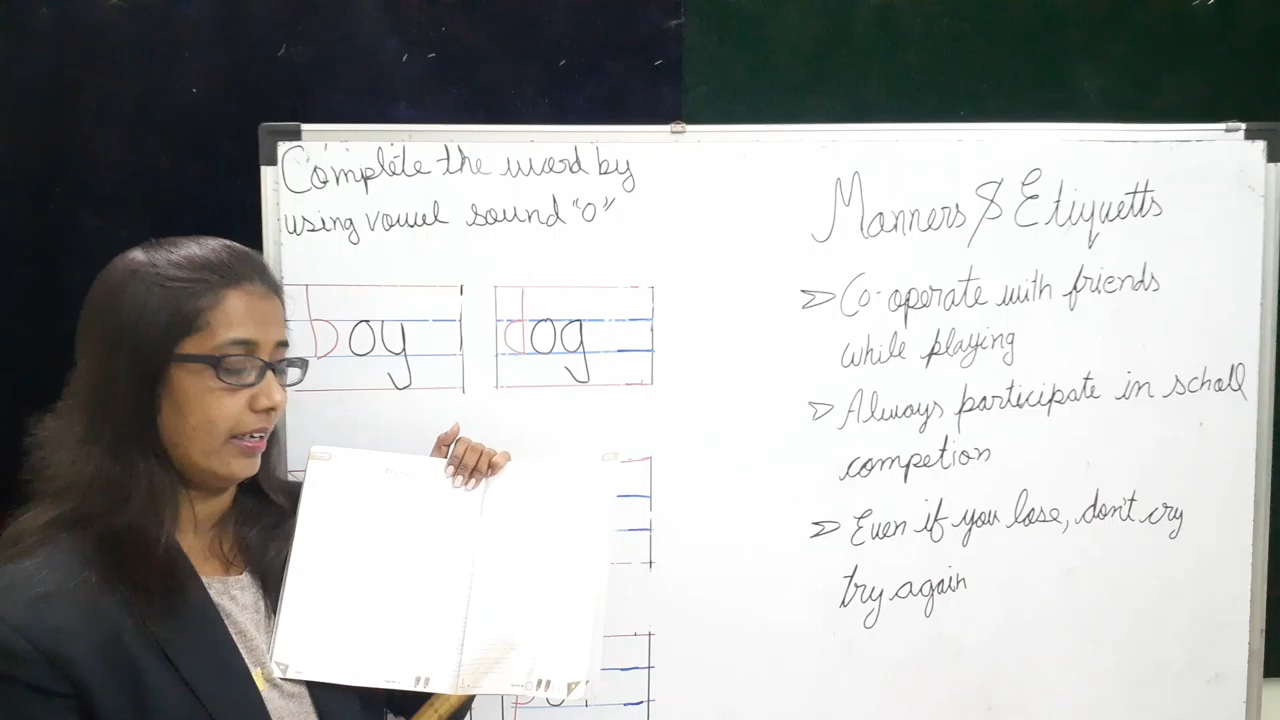 Complete the word by
using vowel sound "O"
boy
dog
Manners & Etiquetts
Co-operate with friends
while playing
Always participate in scholl
competion
Even if you lose, don't cry
try again